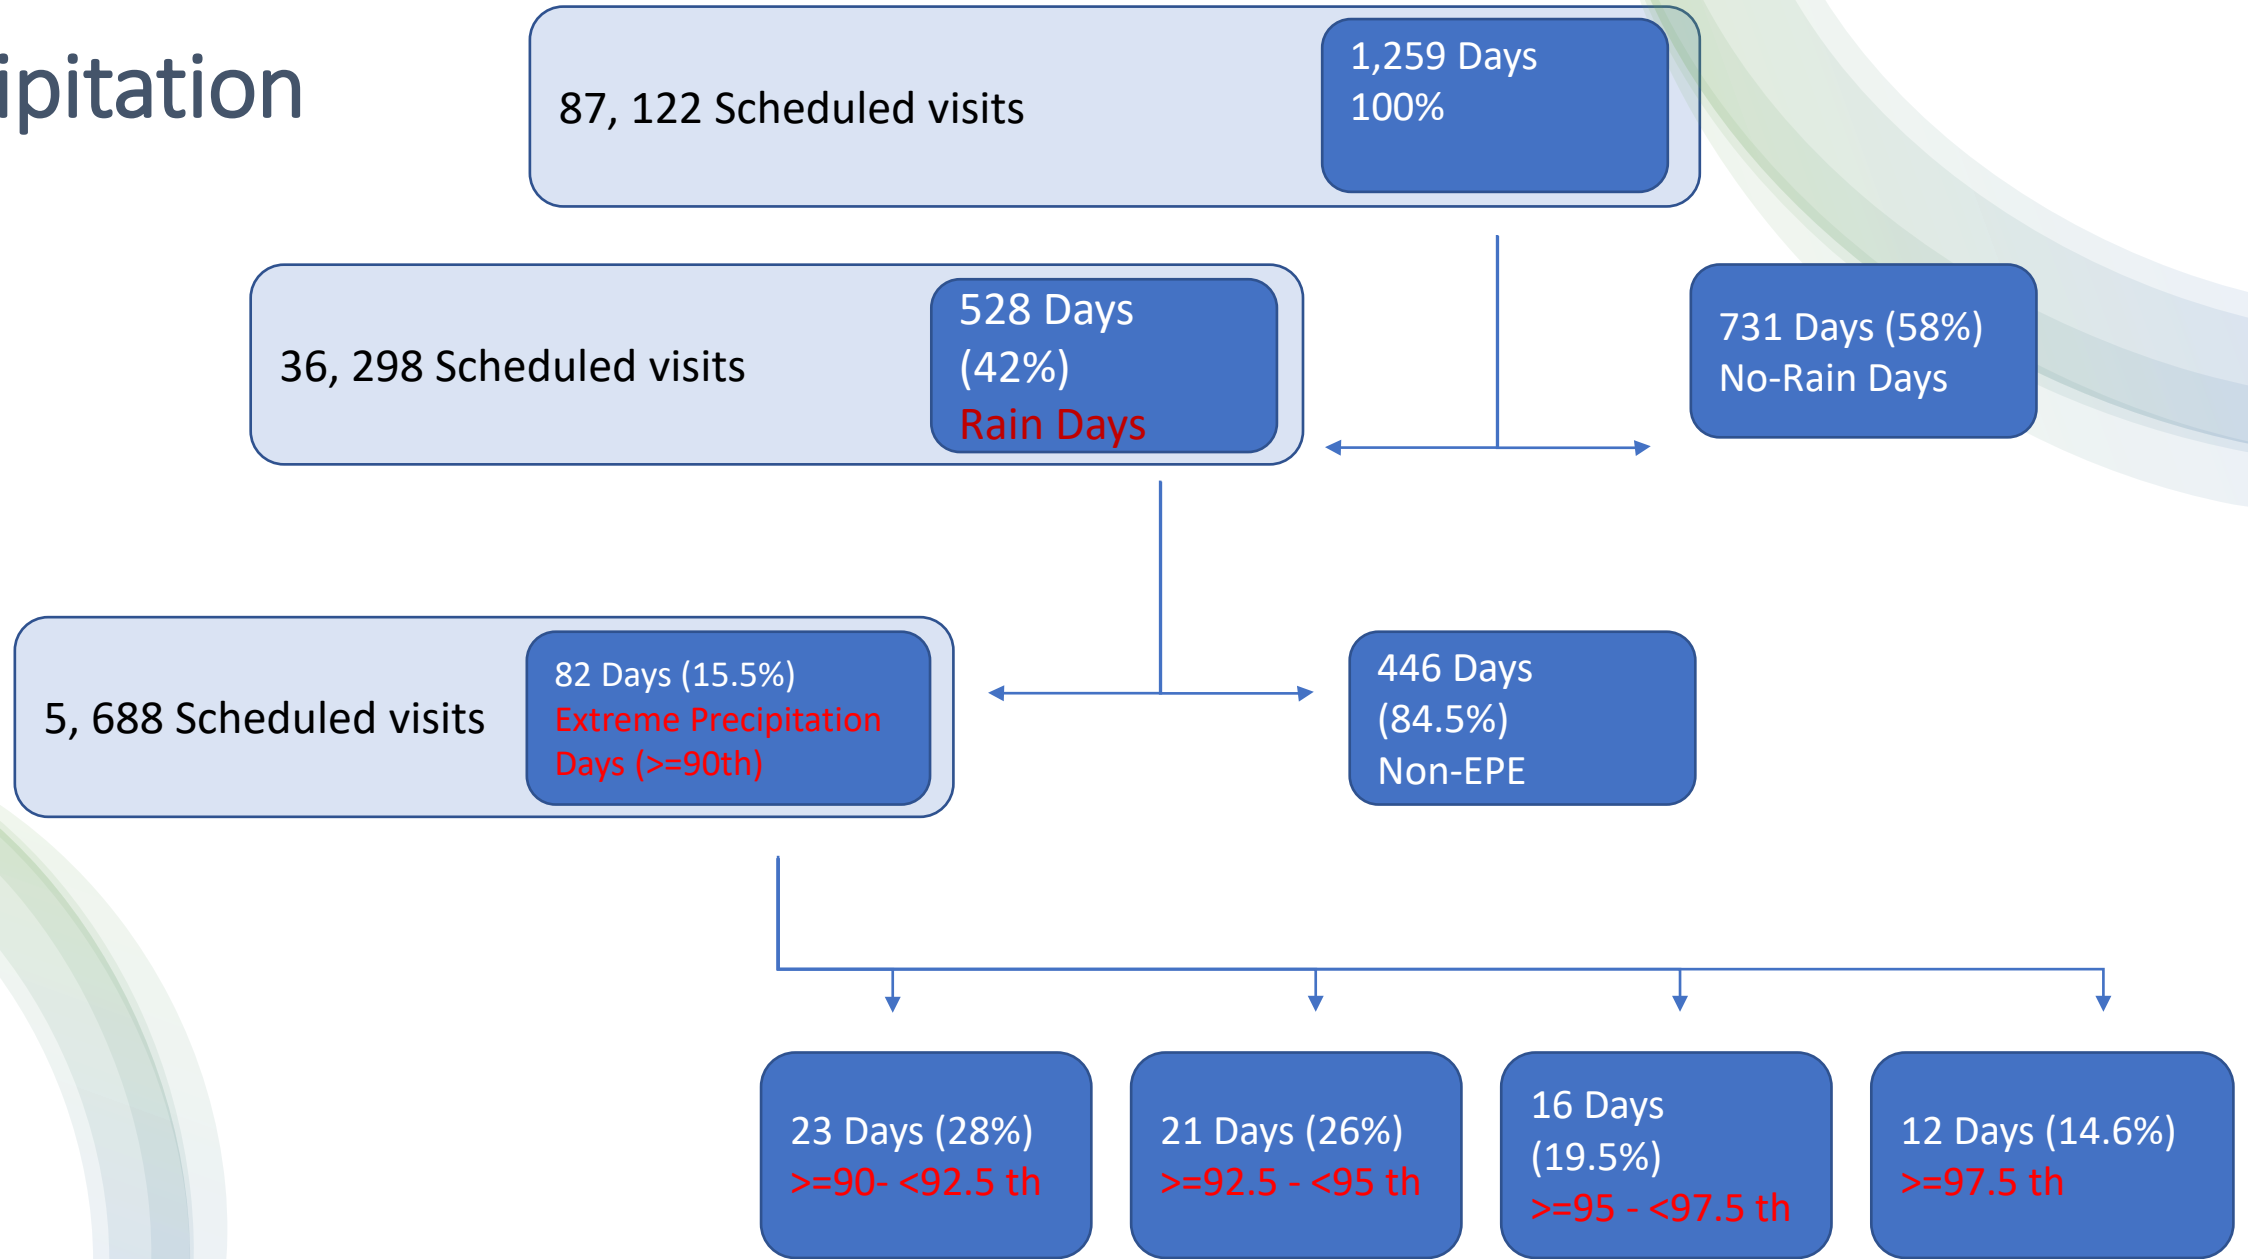 ipitation
87, 122 Scheduled visits
1,259 Days
100%
36, 298 Scheduled visits
528 Days
(42%)
Rain Days
731 Days (58%)
No-Rain Days
5, 688 Scheduled visits
82 Days (15.5%)
Extreme Precipitation
Days (>=90th)
446 Days
(84.5%)
Non-EPE
23 Days (28%)
>=90- <92.5 th
21 Days (26%)
>=92.5 - <95 th
16 Days
(19.5%)
>=95 - <97.5 th
12 Days (14.6%)
>=97.5 th